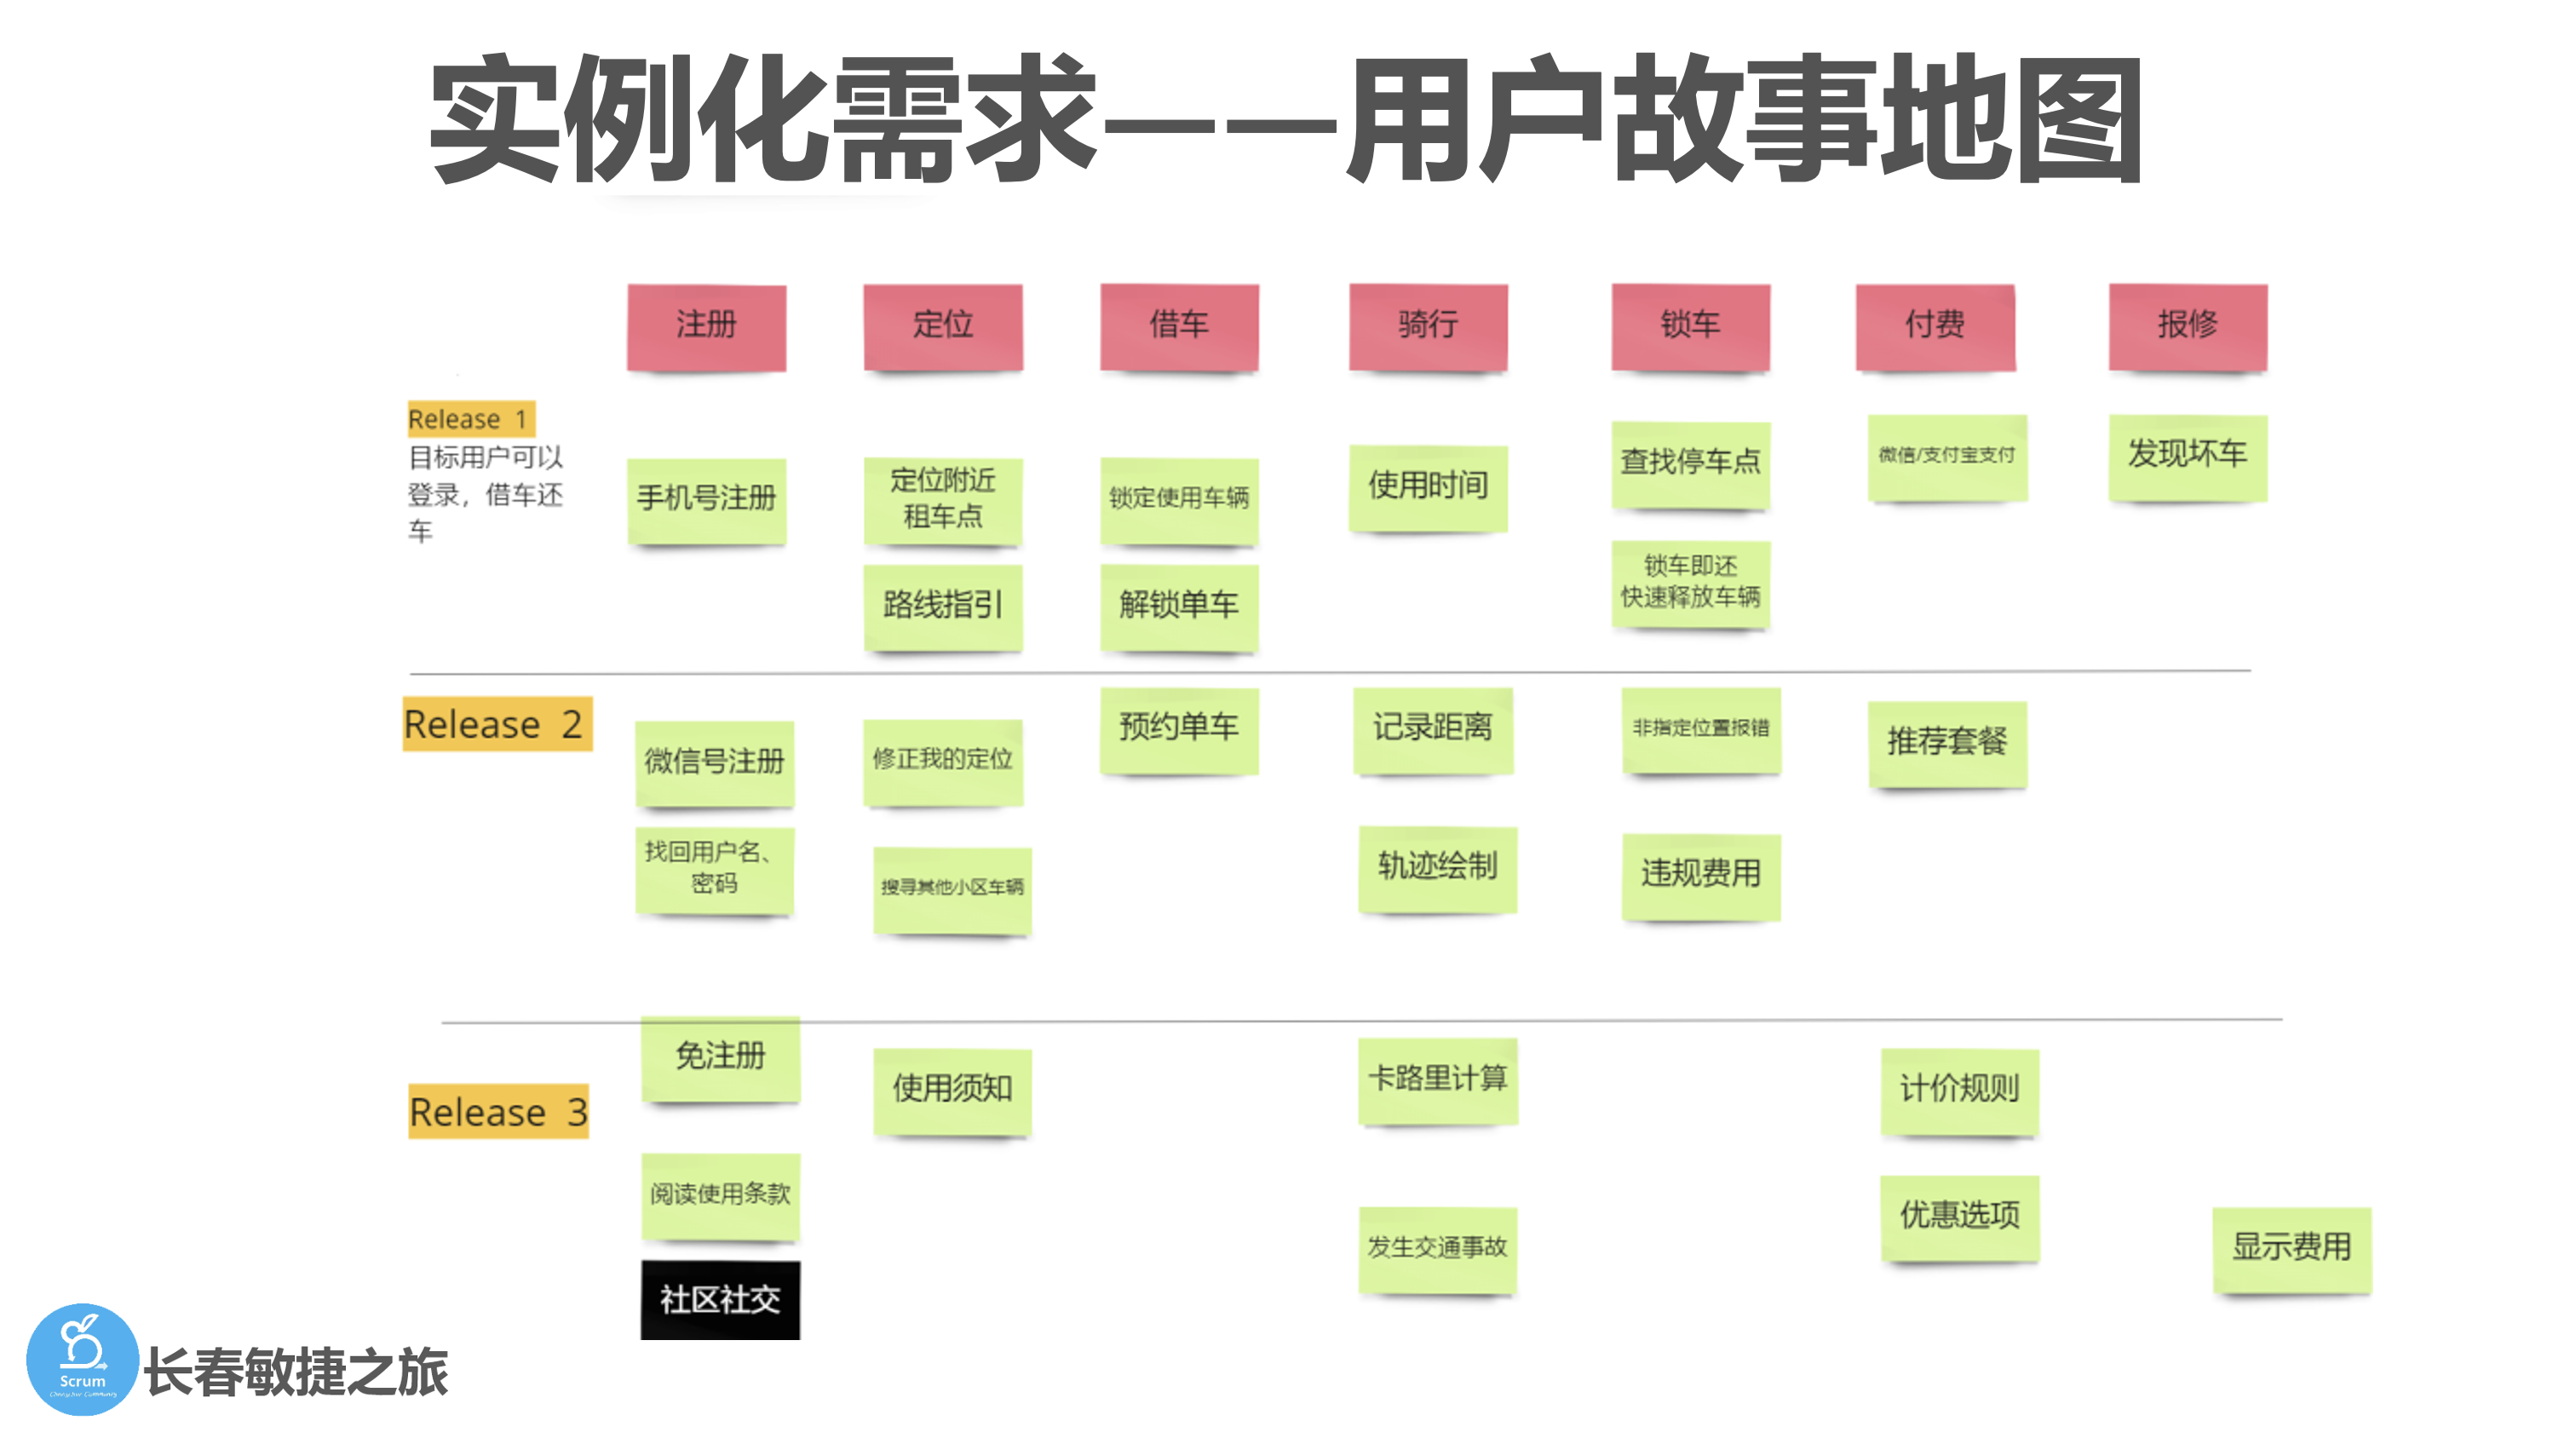 实例化需求——用户故事地图
注册
定位
借车
骑行
锁车
付费
报修
Release 1
目标用户可以
登录，借车还
车
手机号注册
定位附近
租车点
锁定使用车辆
使用时间
查找停车点
微信/支付宝支付
发现坏车
路线指引
解锁单车
锁车即还
快速释放车辆
Release 2
微信号注册
修正我的定位
预约单车
记录距离
非指定位置报错
推荐套餐
找回用户名、
密码
搜寻其他小区车辆
轨迹绘制
违规费用
Release 3
免注册
使用须知
卡路里计算
计价规则
阅读使用条款
发生交通事故
优惠选项
显示费用
社区社交
Scrum
长春敏捷之旅